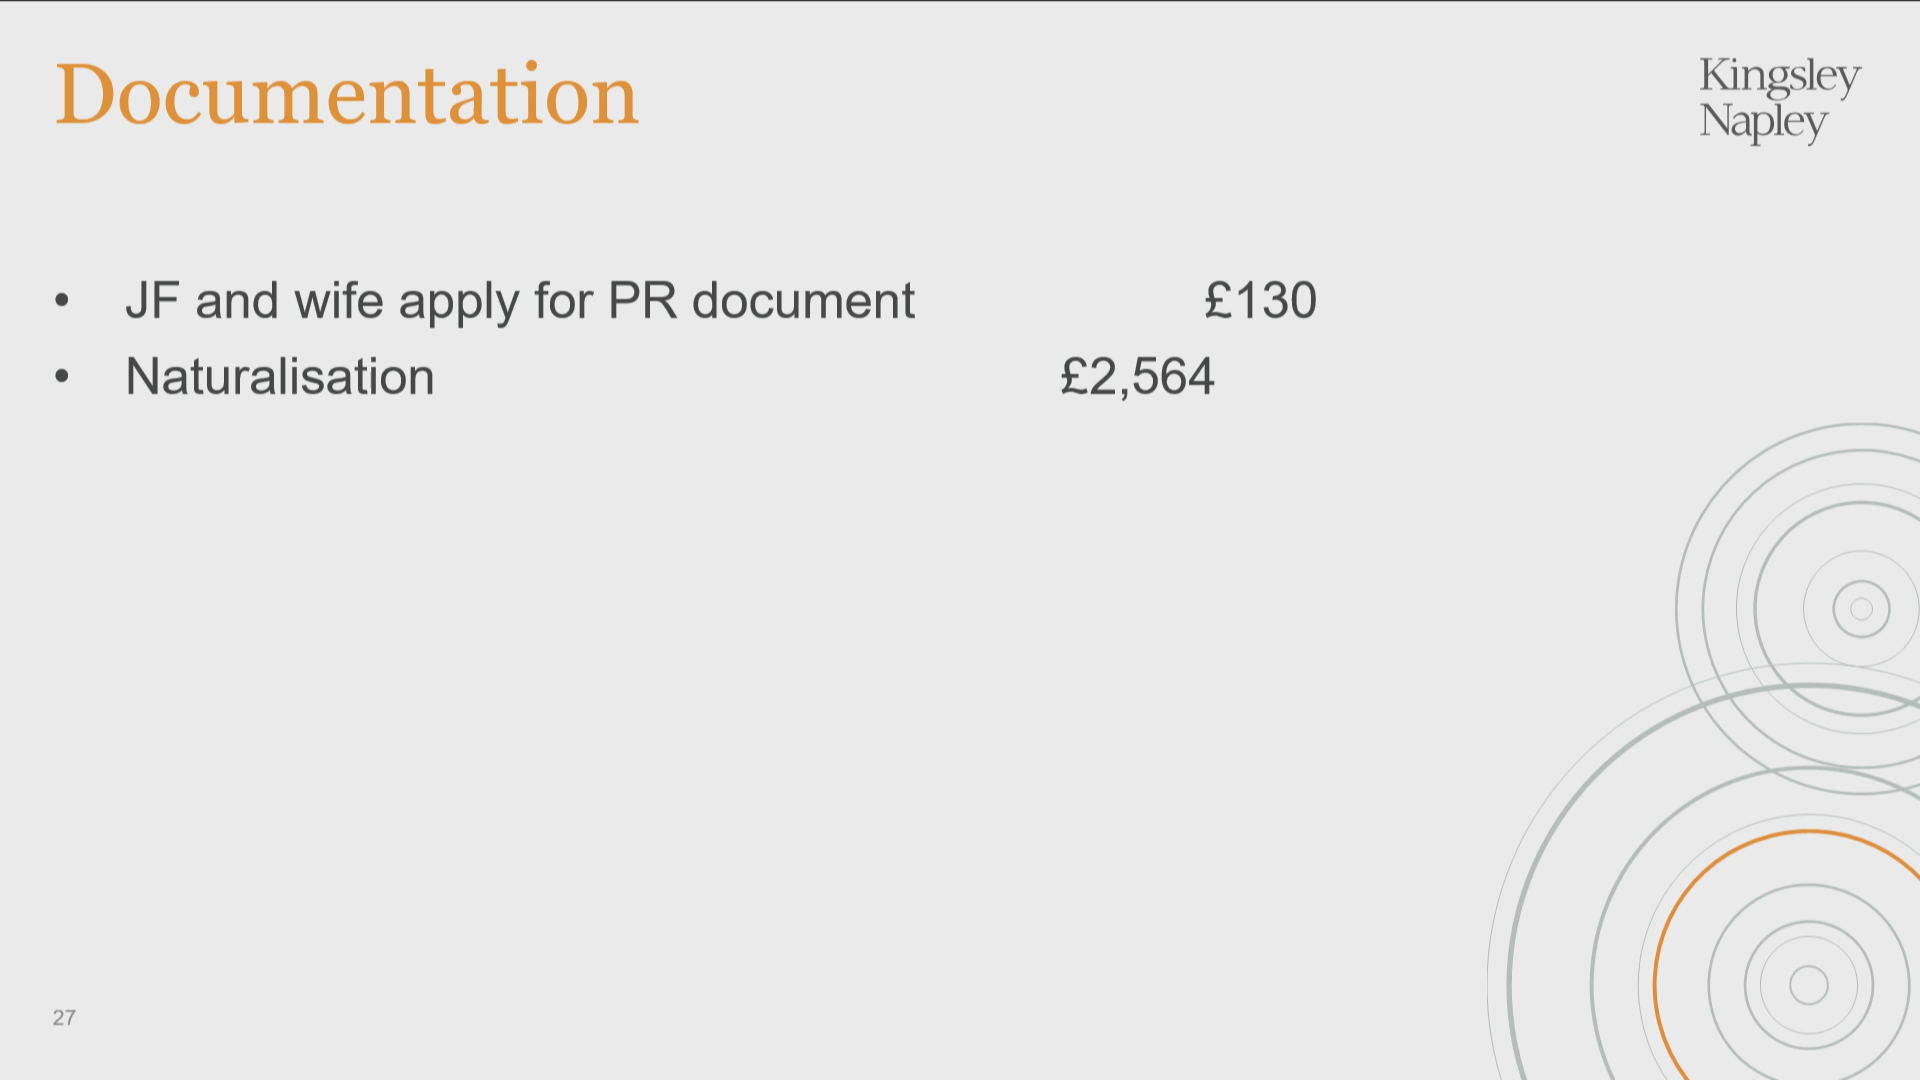 Documentation
Kingsley
Napley
• JF and wife apply for PR document £130
• Naturalisation £2,564
27